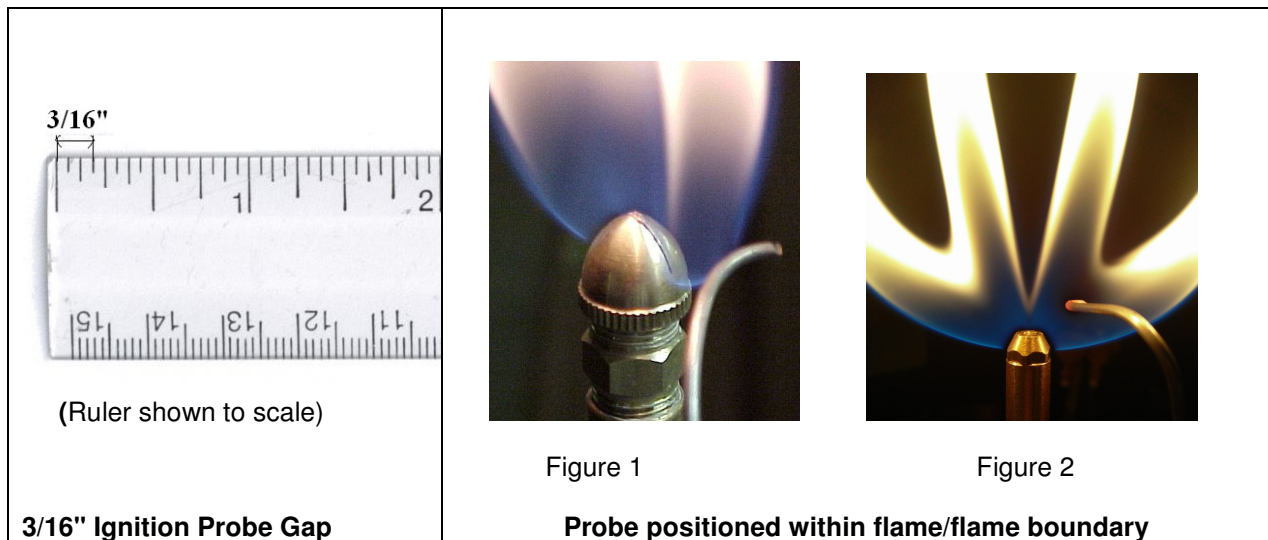 3/16"
1
2
15
14
13
12
11
(Ruler shown to scale)
3/16" Ignition Probe Gap
Figure 1
Figure 2
Probe positioned within flame/flame boundary